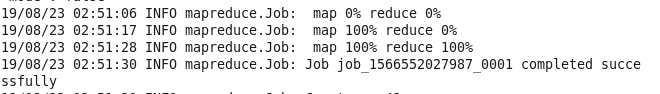 19/08/23 02:51:06 INFO mapreduce.Job:  map 0% reduce 0%
19/08/23 02:51:17 INFO mapreduce.Job:  map 100% reduce 0%
19/08/23 02:51:28 INFO mapreduce.Job:  map 100% reduce 100%
19/08/23 02:51:30 INFO mapreduce.Job: Job job_1566552027987_0001 completed succe
ssfully